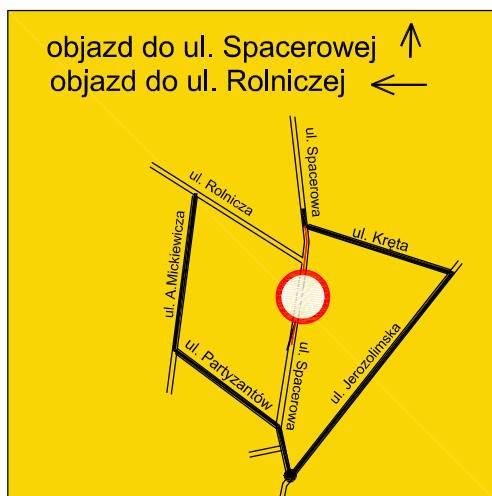 objazd do ul. Spacerowej
objazd do ul. Rolniczej
ul. Spacerowa
ul. Rolnicza
ul. Kręta
ul. A.Mickiewicza
ul. Jerozolimska
ul. Partyzantów
ul. Spacerowa